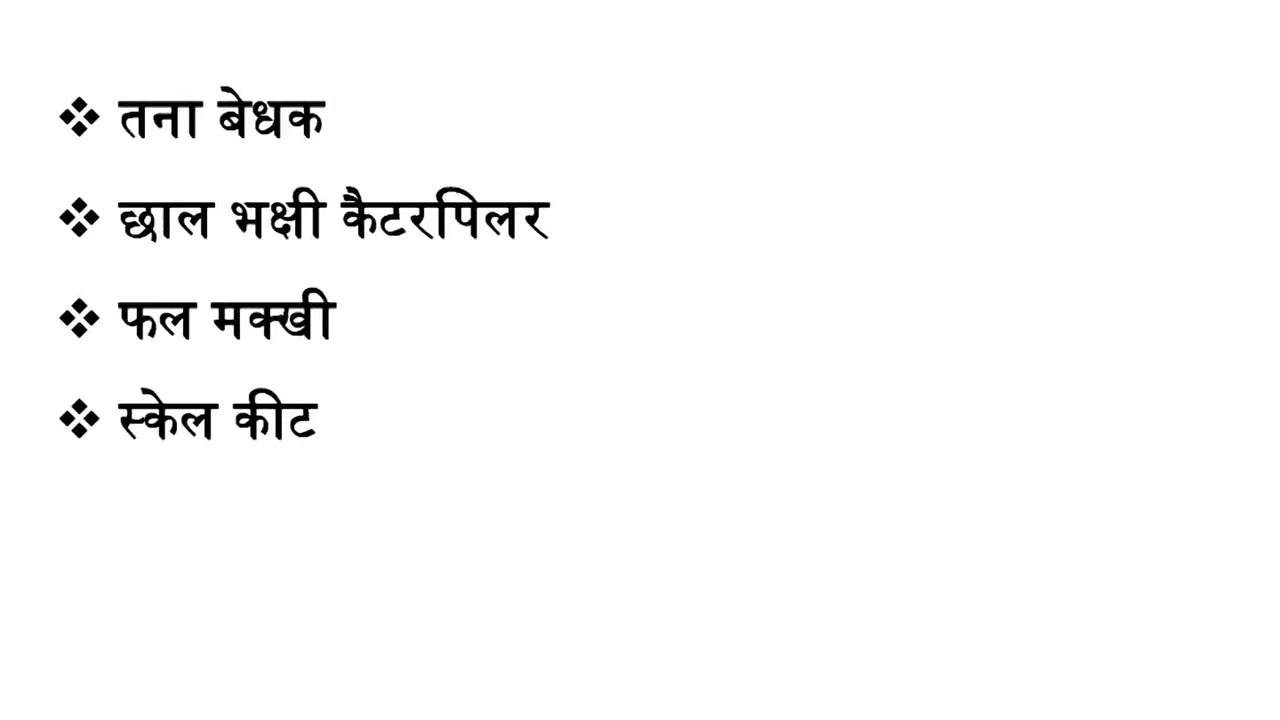 ❖ तना बेधक
❖ छाल भक्षी कैटरपिलर
❖ फल मक्खी
❖ स्केल कीट